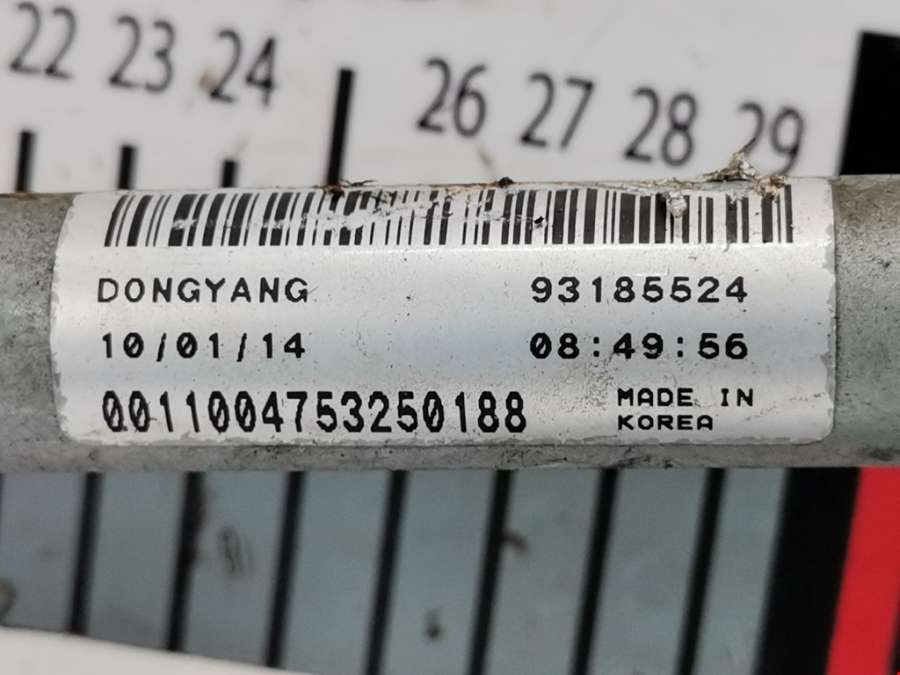 22 23 24 26 27 28 29
DONGYANG 93185524
10/01/14 08:49:56
0011004753250188 MADE IN
KOREA